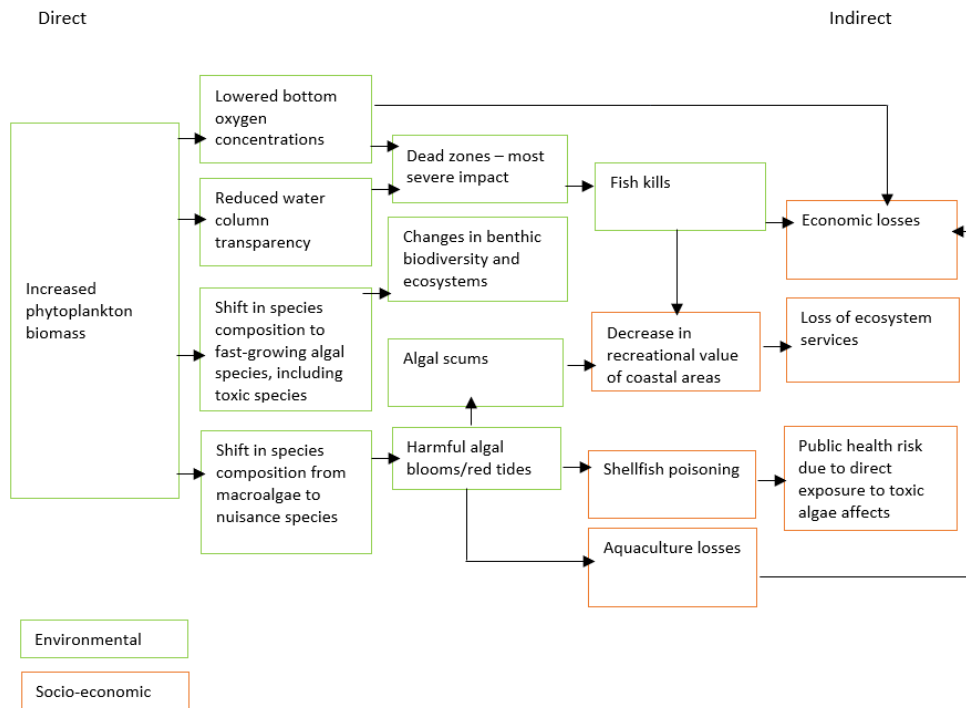 Direct
Indirect
Lowered bottom
oxygen
concentrations
Dead zones – most
severe impact
Fish kills
Reduced water
column
transparency
Economic losses
Changes in benthic
biodiversity and
ecosystems
Increased
phytoplankton
biomass
Shift in species
composition to
fast-growing algal
species, including
toxic species
Algal scums
Decrease in
recreational value
of coastal areas
Loss of ecosystem
services
Shift in species
composition from
macroalgae to
nuisance species
Harmful algal
blooms/red tides
Shellfish poisoning
Public health risk
due to direct
exposure to toxic
algae affects
Aquaculture losses
Environmental
Socio-economic